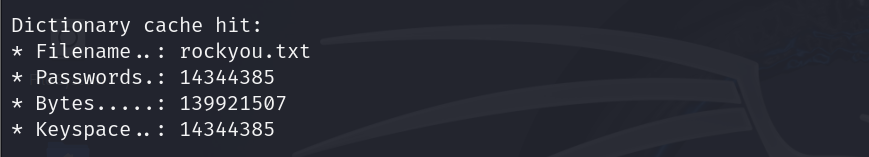 Dictionary cache hit:
* Filename..: rockyou.txt
* Passwords.: 14344385
* Bytes.....: 139921507
* Keyspace..: 14344385